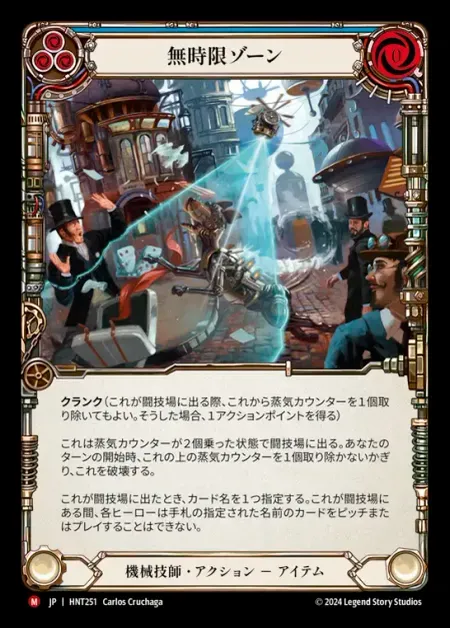 無時限ゾーン
0
クランク（これが闘技場に出る際、これから蒸気カウンターを１個取
り除いてもよい。そうした場合、１アクションポイントを得る）
これは蒸気カウンターが２個乗った状態で闘技場に出る。あなたの
ターンの開始時、これの上の蒸気カウンターを１個取り除かないかぎ
り、これを破壊する。
これが闘技場に出たとき、カード名を１つ指定する。これが闘技場に
ある間、各ヒーローは手札の指定された名前のカードをピッチまた
はプレイすることはできない。
機械技師・アクション ー アイテム
M JP | HNT251 Carlos Cruchaga
© 2024 Legend Story Studios